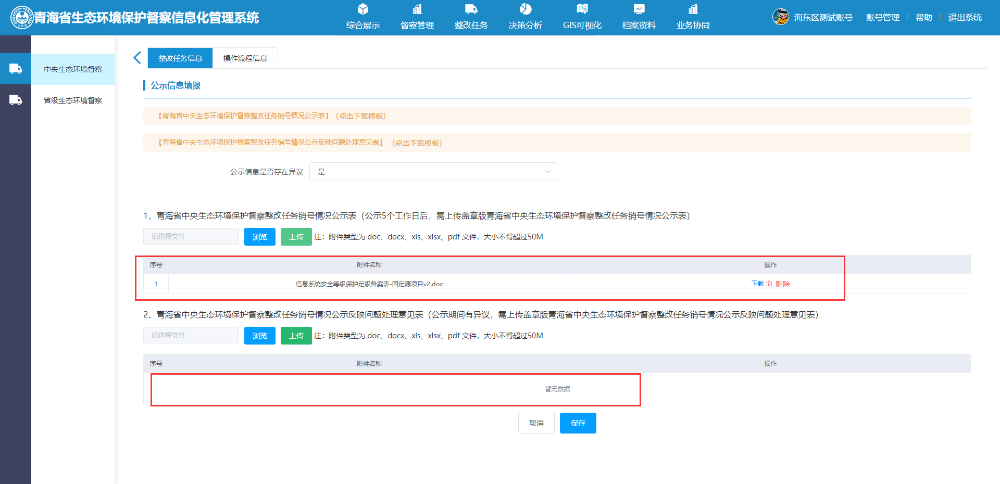 青海省生态环境保护督察信息化管理系统
综合展示
督察管理
整改任务
决策分析
GIS可视化
档案资料
业务协同
海东区测试账号
账号管理
帮助
退出系统
中央生态环境督察
省级生态环境督察
整改任务信息
操作流程信息
公示信息填报
【青海省中央生态环境保护督察整改任务销号情况公示表】（点击下载模板）
【青海省中央生态环境保护督察整改任务销号情况公示反映问题处理意见表】（点击下载模板）
公示信息是否存在异议 是
1、青海省中央生态环境保护督察整改任务销号情况公示表（公示5个工作日后，需上传盖章版青海省中央生态环境保护督察整改任务销号情况公示表）
请选择文件 浏览 上传 注：附件类型为 doc、docx、xls、xlsx、pdf 文件，大小不得超过50M
序号 附件名称 操作
1 信息系统安全等级保护定级备案表-固定源项目v2.doc 下载 删除
2、青海省中央生态环境保护督察整改任务销号情况公示反映问题处理意见表（公示期间有异议，需上传盖章版青海省中央生态环境保护督察整改任务销号情况公示反映问题处理意见表）
请选择文件 浏览 上传 注：附件类型为 doc、docx、xls、xlsx、pdf 文件，大小不得超过50M
序号 附件名称 操作
暂无数据
取消 保存